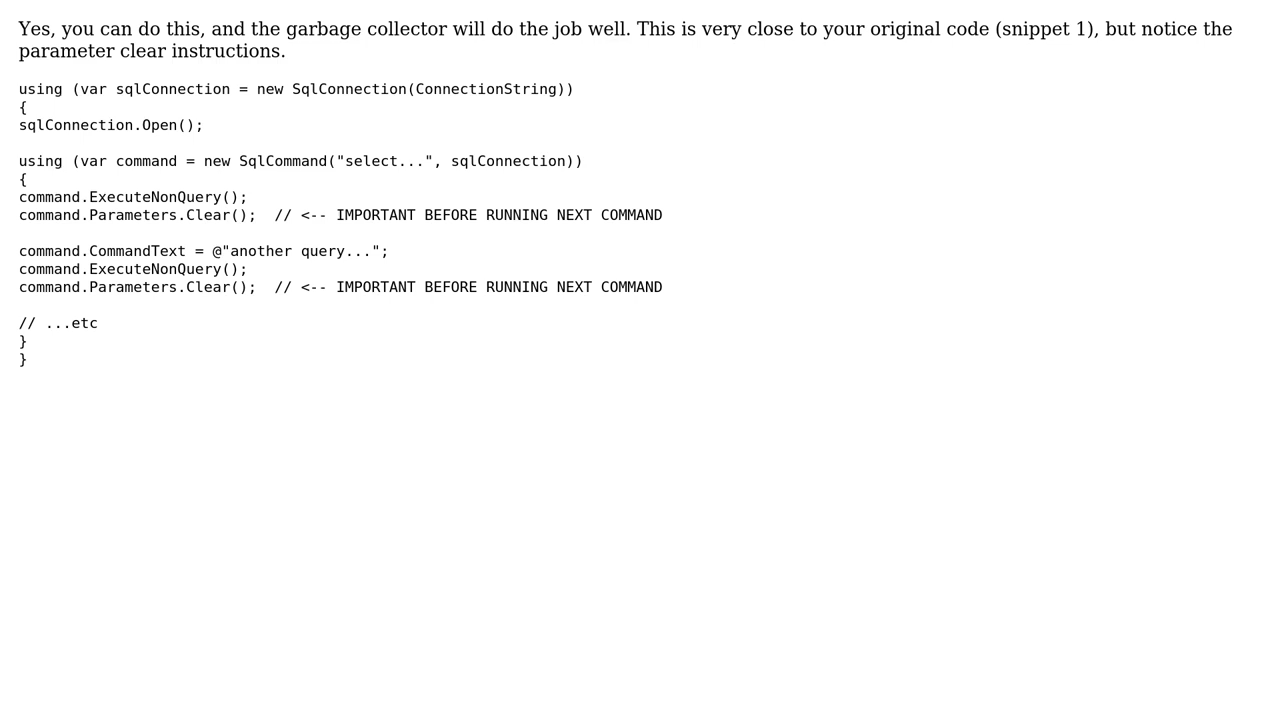 Yes, you can do this, and the garbage collector will do the job well. This is very close to your original code (snippet 1), but notice the
parameter clear instructions.
using (var sqlConnection = new SqlConnection(ConnectionString))
{
sqlConnection.Open();
using (var command = new SqlCommand("select...", sqlConnection))
{
command.ExecuteNonQuery();
command.Parameters.Clear();  // <-- IMPORTANT BEFORE RUNNING NEXT COMMAND
command.CommandText = @"another query...";
command.ExecuteNonQuery();
command.Parameters.Clear();  // <-- IMPORTANT BEFORE RUNNING NEXT COMMAND
// ...etc
}
}